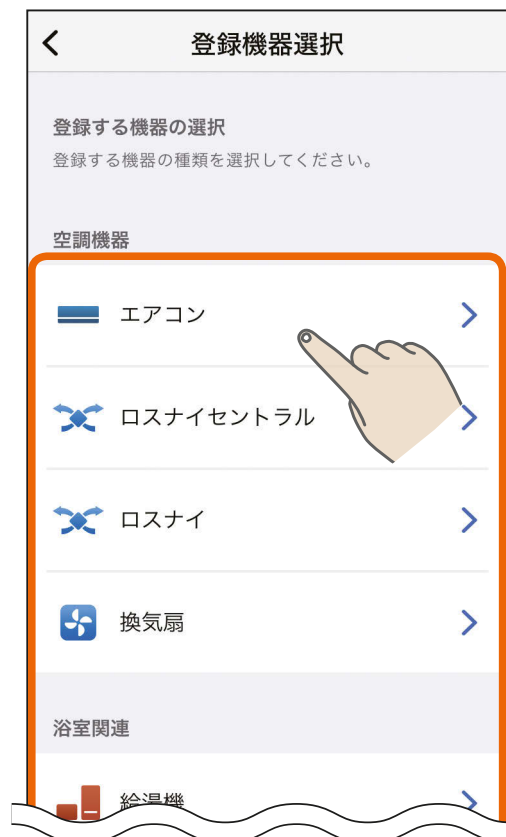 登録機器選択
登録する機器の選択
登録する機器の種類を選択してください。
空調機器
エアコン
ロスナイセントラル
ロスナイ
換気扇
浴室関連
給湯機